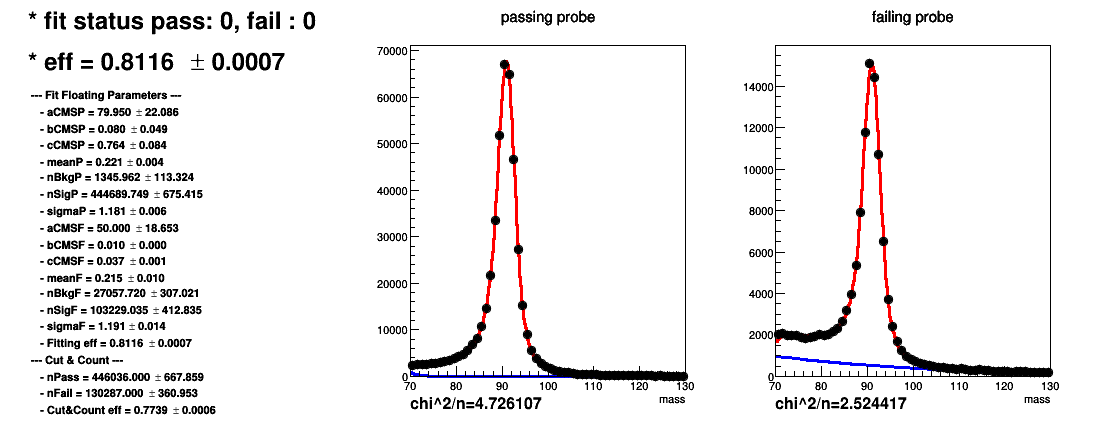 * fit status pass: 0, fail : 0
* eff = 0.8116 ± 0.0007
--- Fit Floating Parameters ---
- aCMSP = 79.950 ± 22.086
- bCMSP = 0.080 ± 0.049
- cCMSP = 0.764 ± 0.084
- meanP = 0.221 ± 0.004
- nBkgP = 1345.962 ± 113.324
- nSigP = 444689.749 ± 675.415
- sigmaP = 1.181 ± 0.006
- aCMSF = 50.000 ± 18.653
- bCMSF = 0.010 ± 0.000
- cCMSF = 0.037 ± 0.001
- meanF = 0.215 ± 0.010
- nBkgF = 27057.720 ± 307.021
- nSigF = 103229.035 ± 412.835
- sigmaF = 1.191 ± 0.014
- Fitting eff = 0.8116 ± 0.0007
--- Cut & Count ---
- nPass = 446036.000 ± 667.859
- nFail = 130287.000 ± 360.953
- Cut&Count eff = 0.7739 ± 0.0006
passing probe
70000
60000
50000
40000
30000
20000
10000
0
70 80 90 100 110 120 130
mass
chi^2/n=4.726107
failing probe
14000
12000
10000
8000
6000
4000
2000
0
70 80 90 100 110 120 130
mass
chi^2/n=2.524417